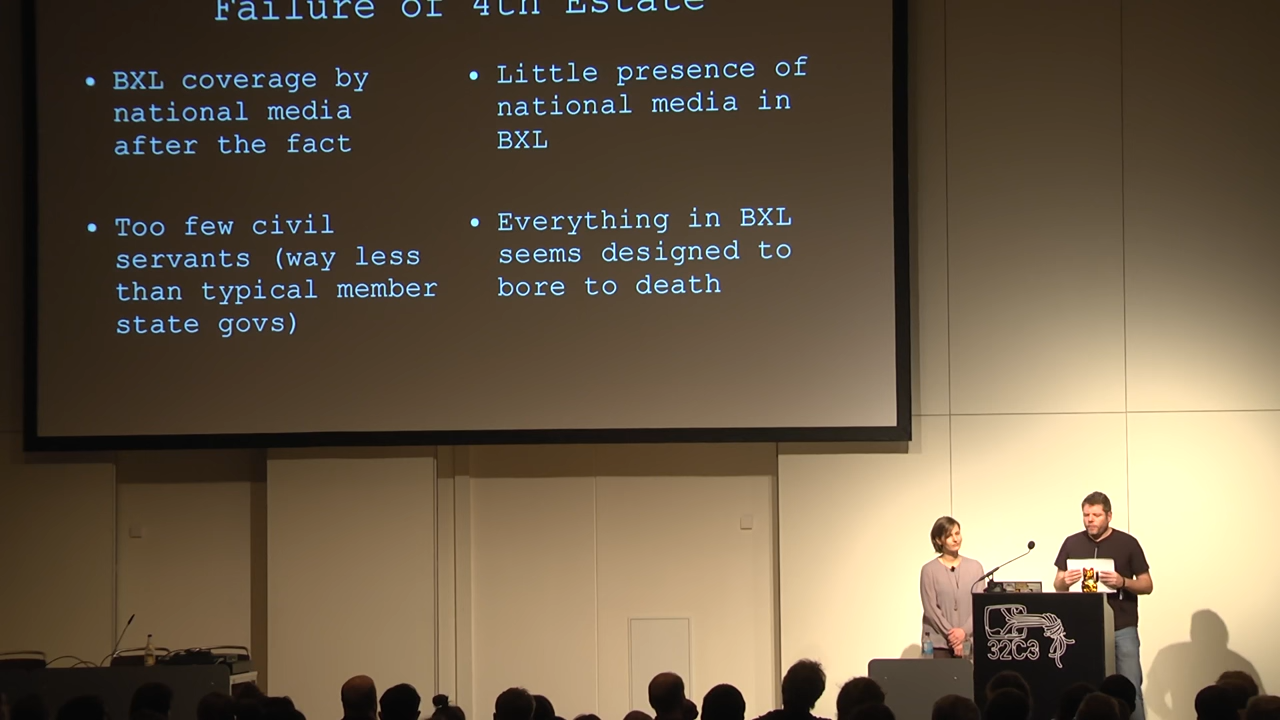 Failure of 4th Estate
• BXL coverage by
national media
after the fact
• Too few civil
servants (way less
than typical member
state govs)
• Little presence of
national media in
BXL
• Everything in BXL
seems designed to
bore to death
32C3